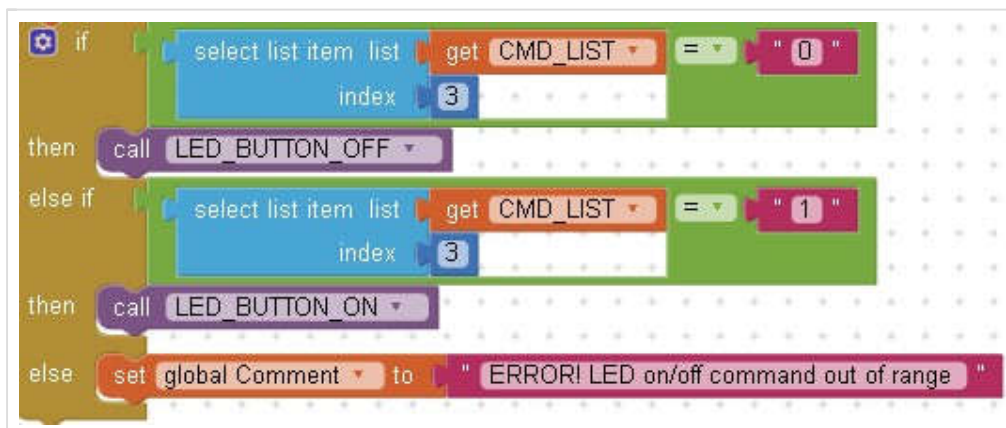 if select list item list get CMD_LIST = " 0 "
index 3
then call LED_BUTTON_OFF
else if select list item list get CMD_LIST = " 1 "
index 3
then call LED_BUTTON_ON
else set global Comment to " ERROR! LED on/off command out of range "